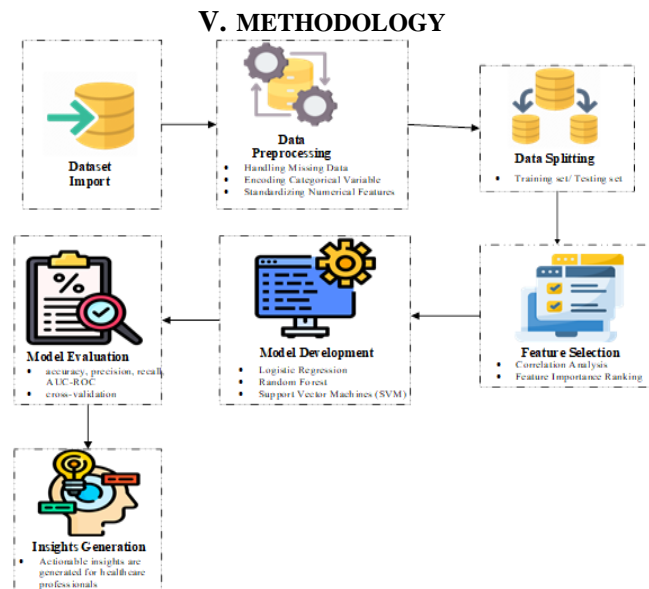 V. METHODOLOGY
Dataset
Import
Data
Preprocessing
• Handling Missing Data
• Encoding Categorical Variable
• Standardizing Numerical Features
Data Splitting
• Training set/ Testing set
Feature Selection
• Correlation Analysis
• Feature Importance Ranking
Model Development
• Logistic Regression
• Random Forest
• Support Vector Machines (SVM)
%
Model Evaluation
• accuracy, precision, recall,
AUC-ROC
• cross-validation
Insights Generation
• Actionable insights are
generated for healthcare
professionals